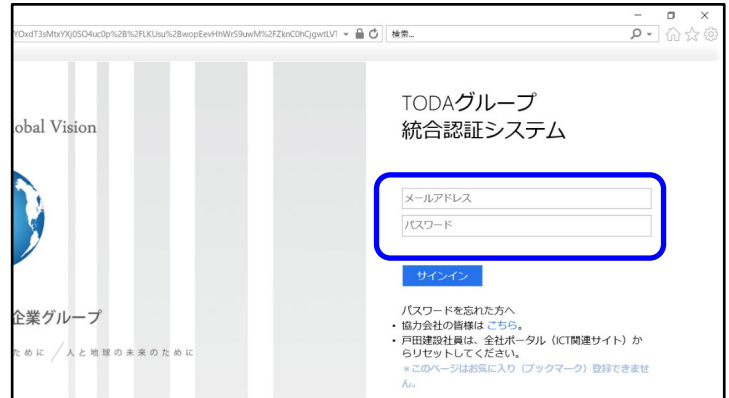 YOxdT3sMtxYXj0SO4uc0p%2B%2FLKUsu%2BwopEevHhWrS9uwM%2FZknC0hCjgwtLV1
検索...
obal Vision
企業グループ
ために/人と地球の未来のために
TODAグループ
統合認証システム
メールアドレス
パスワード
サインイン
パスワードを忘れた方へ
• 協力会社の皆様は こちら。
• 戸田建設社員は、全社ポータル（ICT関連サイト）か
らリセットしてください。
＊このページはお気に入り（ブックマーク）登録できませ
ん。